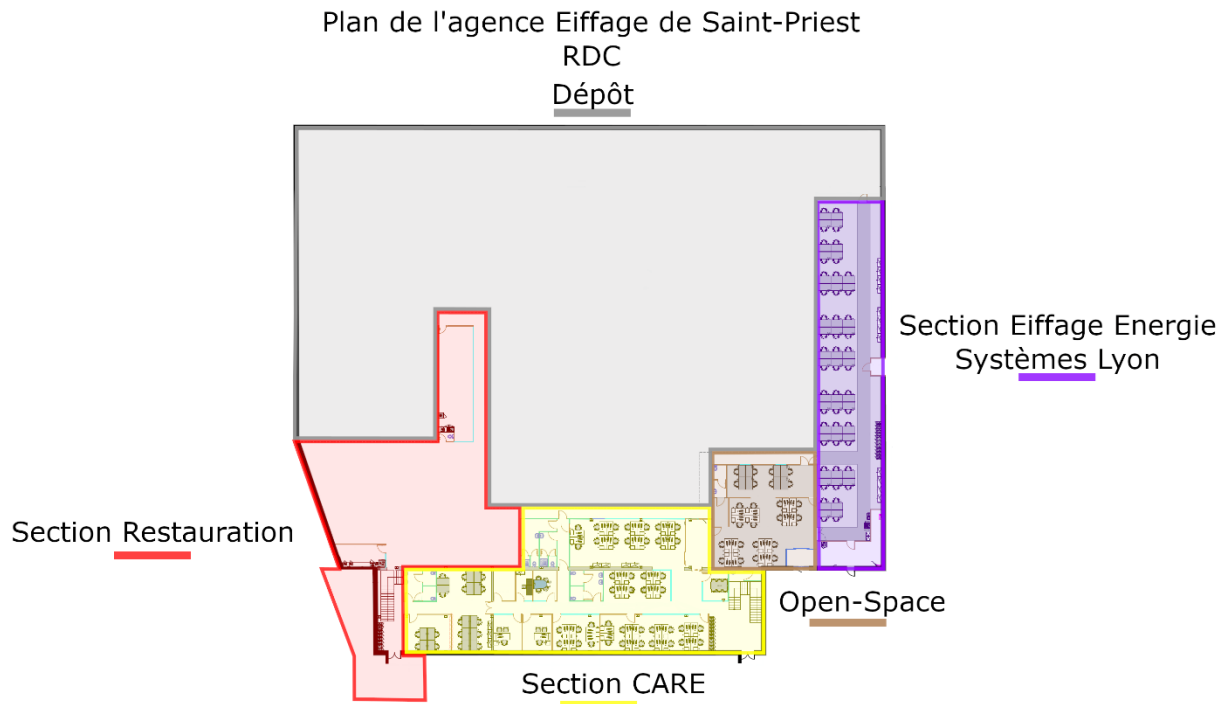 Plan de l'agence Eiffage de Saint-Priest
RDC
Dépôt
Section Eiffage Energie
Systèmes Lyon
Section Restauration
Open-Space
Section CARE